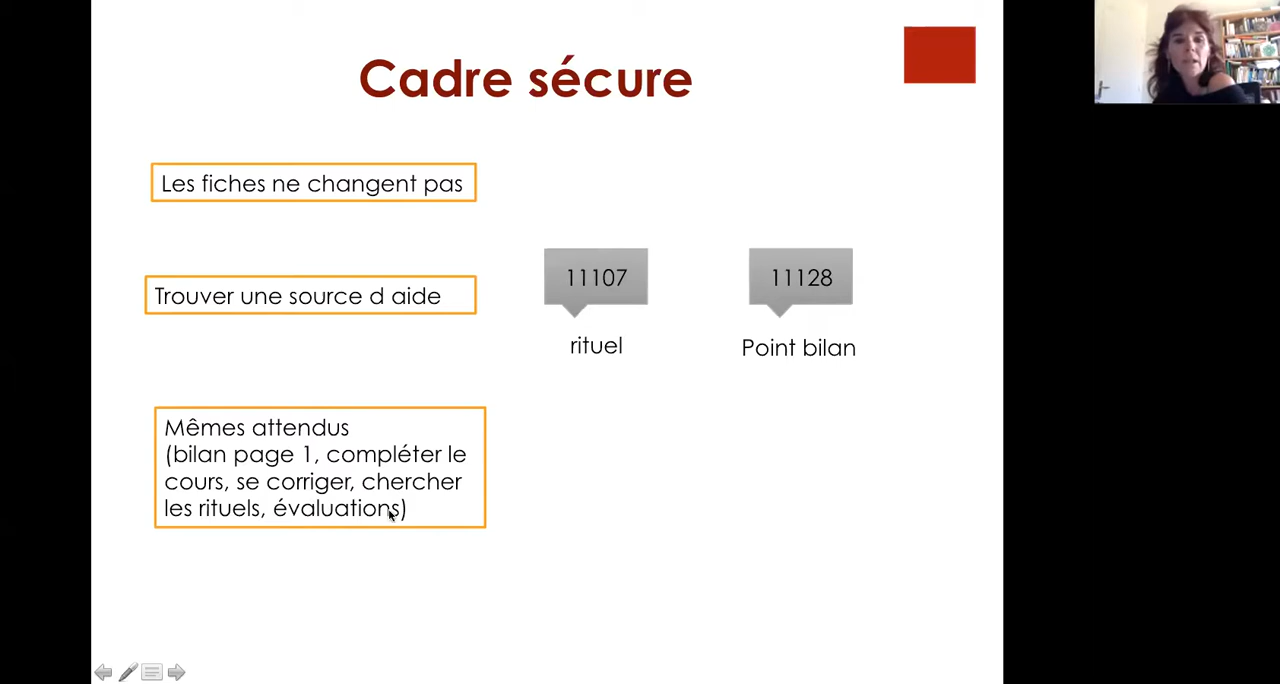 Cadre sécure
Les fiches ne changent pas
Trouver une source d aide
11107
rituel
11128
Point bilan
Mêmes attendus
(bilan page 1, compléter le
cours, se corriger, chercher
les rituels, évaluations)